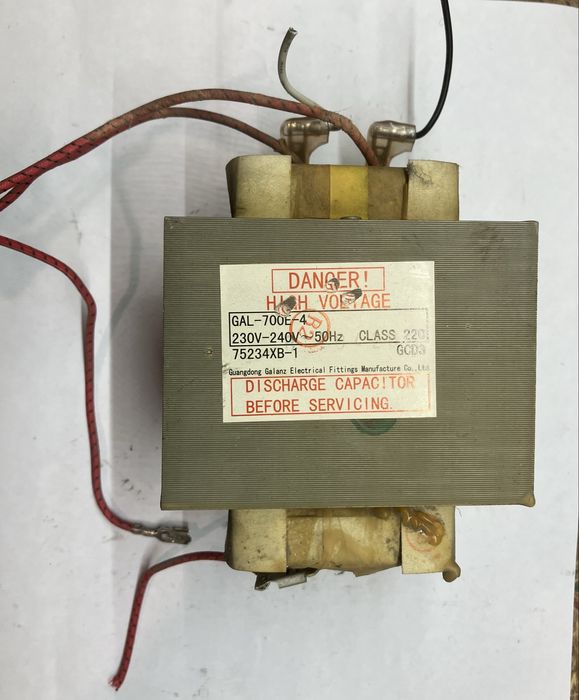 DANGER!
HIGH VOLTAGE
GAL-700E-4
230V-240V 50Hz CLASS 220
75234XB-1 GCD3
Guangdong Galanz Electrical Fittings Manufacture Co.,Ltd
DISCHARGE CAPACITOR
BEFORE SERVICING.